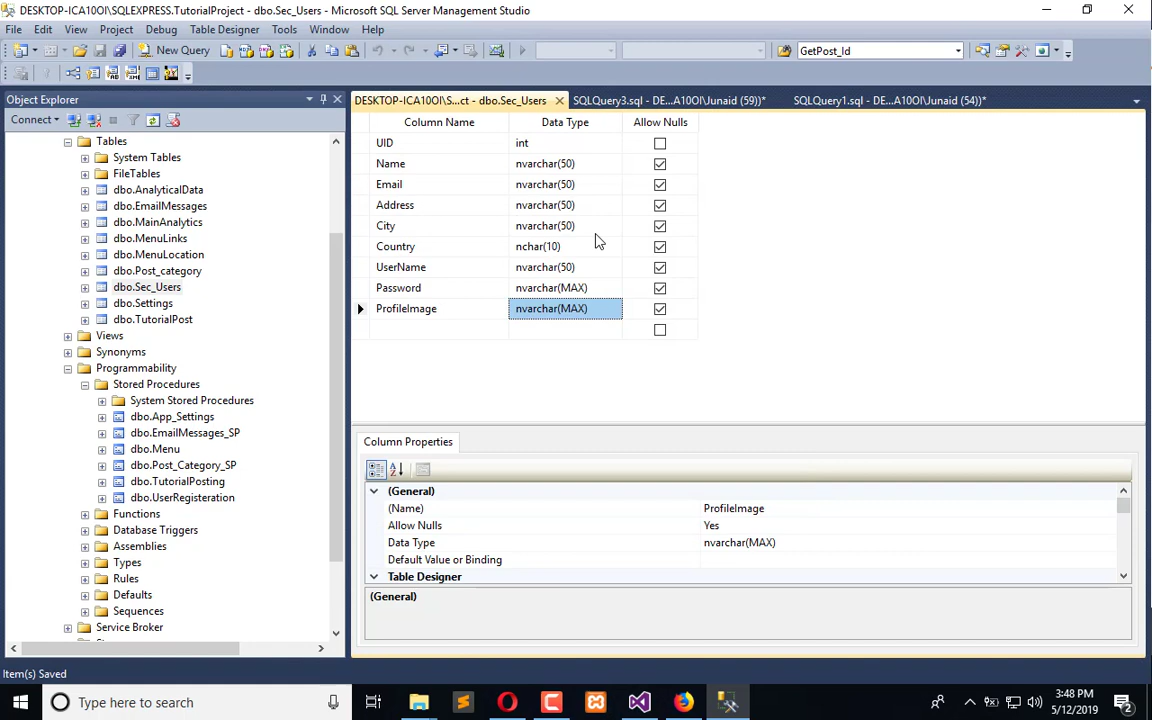 DESKTOP-ICA10OI\SQLEXPRESS.TutorialProject - dbo.Sec_Users - Microsoft SQL Server Management Studio
File Edit View Project Debug Table Designer Tools Window Help
New Query GetPost_Id
Object Explorer
Connect
Tables
System Tables
FileTables
dbo.AnalyticalData
dbo.EmailMessages
dbo.MainAnalytics
dbo.MenuLinks
dbo.MenuLocation
dbo.Post_category
dbo.Sec_Users
dbo.Settings
dbo.TutorialPost
Views
Synonyms
Programmability
Stored Procedures
System Stored Procedures
dbo.App_Settings
dbo.EmailMessages_SP
dbo.Menu
dbo.Post_Category_SP
dbo.TutorialPosting
dbo.UserRegisteration
Functions
Database Triggers
Assemblies
Types
Rules
Defaults
Sequences
Service Broker
DESKTOP-ICA10OI\S...ct - dbo.Sec_Users SQLQuery3.sql - DE...A10OI\Junaid (59))* SQLQuery1.sql - DE...A10OI\Junaid (54))*
Column Name Data Type Allow Nulls
UID int
Name nvarchar(50)
Email nvarchar(50)
Address nvarchar(50)
City nvarchar(50)
Country nchar(10)
UserName nvarchar(50)
Password nvarchar(MAX)
ProfileImage nvarchar(MAX)
Column Properties
(General)
(Name) ProfileImage
Allow Nulls Yes
Data Type nvarchar(MAX)
Default Value or Binding
Table Designer
(General)
Item(s) Saved
Type here to search
3:48 PM
5/12/2019
2